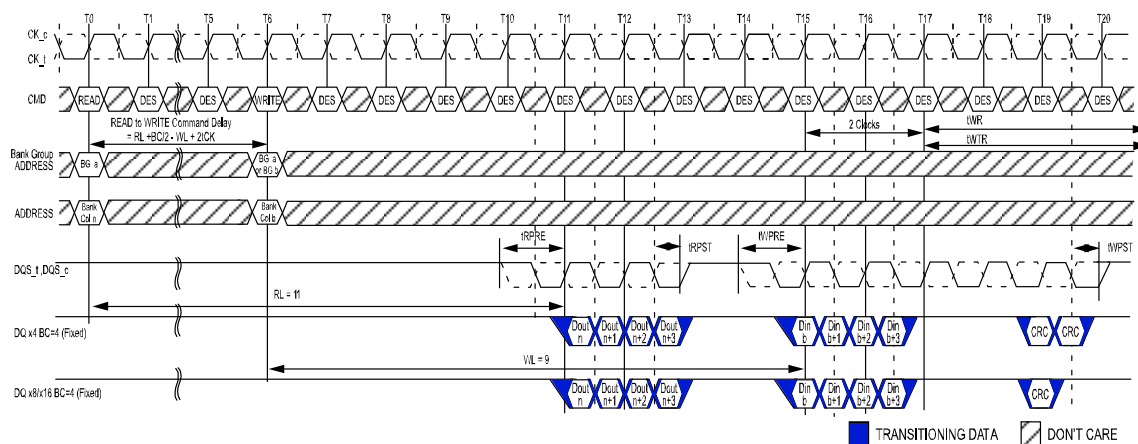 T0 T1 T5 T6 T7 T8 T9 T10 T11 T12 T13 T14 T15 T16 T17 T18 T19 T20
CK_c
CK_t
CMD READ DES DES WRITE DES DES DES DES DES DES DES DES DES DES DES DES DES DES
READ to WRITE Command Delay
= RL +BC/2 - WL + 2tCK
2 Clocks
tWR
tWTR
Bank Group
ADDRESS
BG a
BG a
or BG b
ADDRESS
Bank
Col n
Bank
Col b
tRPRE tRPST tWPRE tWPST
DQS_t ,DQS_c
RL = 11
DQ x4 BC=4 (Fixed)
Dout n Dout n+1 Dout n+2 Dout n+3 Din b Din b+1 Din b+2 Din b+3 CRC CRC
WL = 9
DQ x8/x16 BC=4 (Fixed)
Dout n Dout n+1 Dout n+2 Dout n+3 Din b Din b+1 Din b+2 Din b+3 CRC
TRANSITIONING DATA DON'T CARE